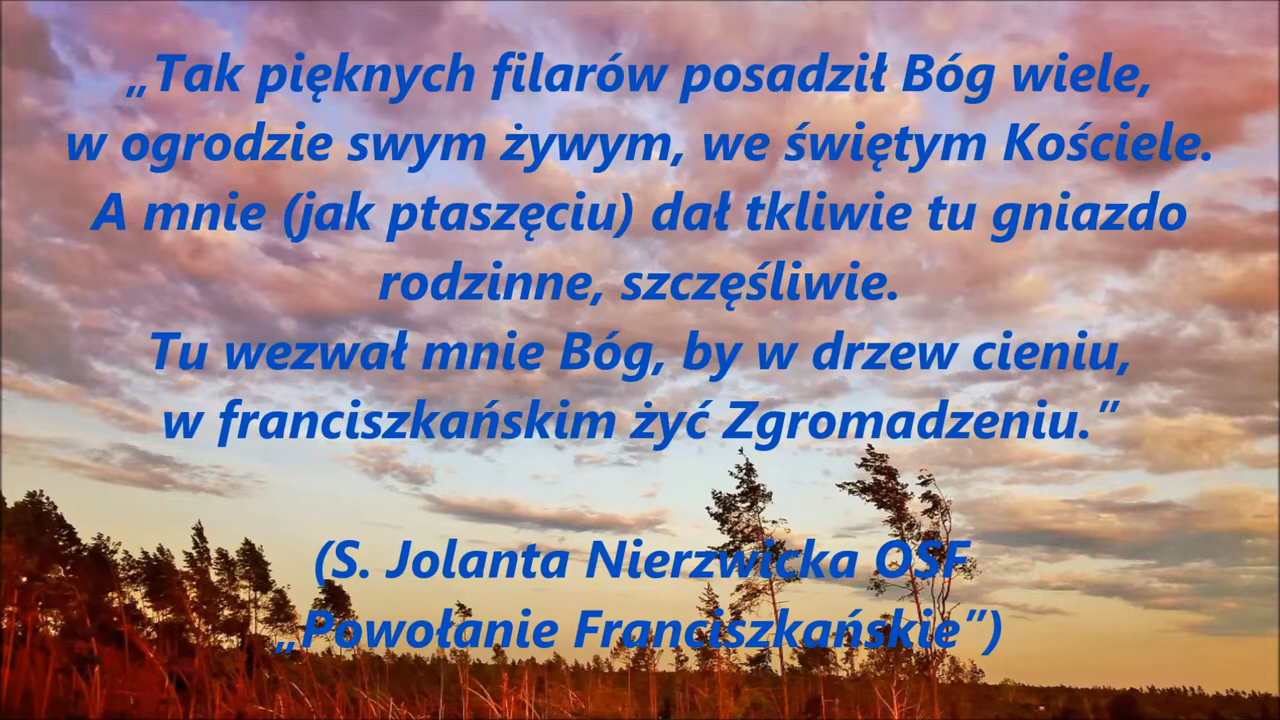 „Tak pięknych filarów posadził Bóg wiele,
w ogrodzie swym żywym, we świętym Kościele.
A mnie (jak ptaszęciu) dał tkliwie tu gniazdo
rodzinne, szczęśliwie.
Tu wezwał mnie Bóg, by w drzew cieniu,
w franciszkańskim żyć Zgromadzeniu.”
(S. Jolanta Nierzwicka OSF
„Powołanie Franciszkańskie”)